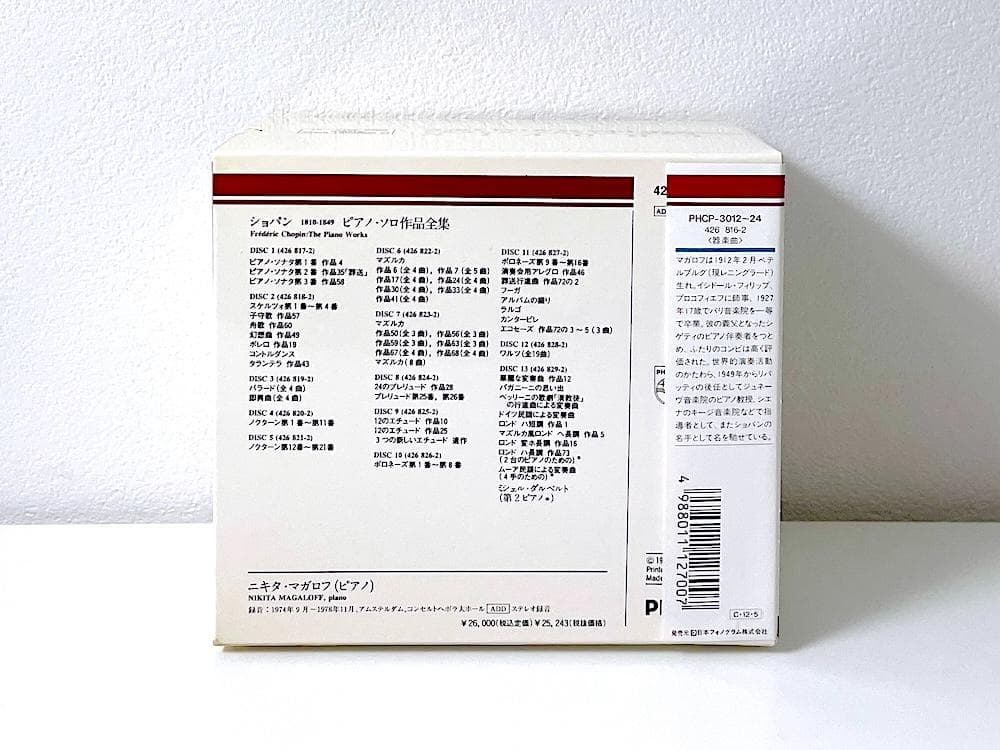 ショパン 1810-1849 ピアノ・ソロ作品全集
Frédéric Chopin: The Piano Works
DISC 1 (426 817-2)
ピアノ・ソナタ第1番 作品4
ピアノ・ソナタ第2番 作品35「葬送」
ピアノ・ソナタ第3番 作品58
DISC 2 (426 818-2)
スケルツォ第1番〜第4番
子守歌 作品57
舟歌 作品60
幻想曲 作品49
ボレロ 作品19
コントルダンス
タランテラ 作品43
DISC 3 (426 819-2)
バラード(全4曲)
即興曲(全4曲)
DISC 4 (426 820-2)
ノクターン第1番〜第11番
DISC 5 (426 821-2)
ノクターン第12番〜第21番
DISC 6 (426 822-2)
マズルカ
作品6(全4曲), 作品7(全5曲)
作品17(全4曲), 作品24(全4曲)
作品30(全4曲), 作品33(全4曲)
作品41(全4曲)
DISC 7 (426 823-2)
マズルカ
作品50(全3曲), 作品56(全3曲)
作品59(全3曲), 作品63(全3曲)
作品67(全4曲), 作品68(全4曲)
マズルカ(8曲)
DISC 8 (426 824-2)
24のプレリュード 作品28
プレリュード第25番, 第26番
DISC 9 (426 825-2)
12のエチュード 作品10
12のエチュード 作品25
3つの新しいエチュード 遺作
DISC 10 (426 826-2)
ポロネーズ第1番〜第8番
DISC 11 (426 827-2)
ポロネーズ第9番〜第16番
演奏会用アレグロ 作品46
葬送行進曲 作品72の2
フーガ
アルバムの綴り
ラルゴ
カンタービレ
エコセーズ 作品72の3〜5(3曲)
DISC 12 (426 828-2)
ワルツ(全19曲)
DISC 13 (426 829-2)
華麗な変奏曲 作品12
パガニーニの思い出
ベッリーニの歌劇「清教徒」
の行進曲による変奏曲
ドイツ民謡による変奏曲
ロンド ハ短調 作品1
マズルカ風ロンド ヘ長調 作品5
ロンド 変ホ長調 作品16
ロンド ハ長調 作品73
(2台のピアノのための)*
ムーア民謡による変奏曲
(4手のための)*
ミシェル・ダルベルト
(第2ピアノ*)
ニキタ・マガロフ(ピアノ)
NIKITA MAGALOFF, piano
録音:1974年9月―1978年11月、アムステルダム、コンセルトヘボウ大ホール ADD ステレオ録音
¥26,000(税込定価)¥25,243(税抜価格)
42
AD
PH
©19
Printe
Made
PH
PHCP-3012〜24
426 816-2
〈器楽曲〉
マガロフは1912年2月ペテ
ルブルグ(現レニングラード)
生れ。イシドール・フィリップ、
プロコフィエフに師事。1927
年17歳でパリ音楽院を一等
で卒業。彼の義父となったシ
ゲティのピアノ伴奏者をつと
め、ふたりのコンビは高く評
価された。世界的演奏活動
のかたわら、1949年からリパ
ッティの後任としてジュネー
ヴ音楽院のピアノ教授、シエ
ナのキージ音楽院などで指
導者として、またショパンの
名手として名を馳せている。
4 988011 127007
C・12・5
発売元 日本フォノグラム株式会社